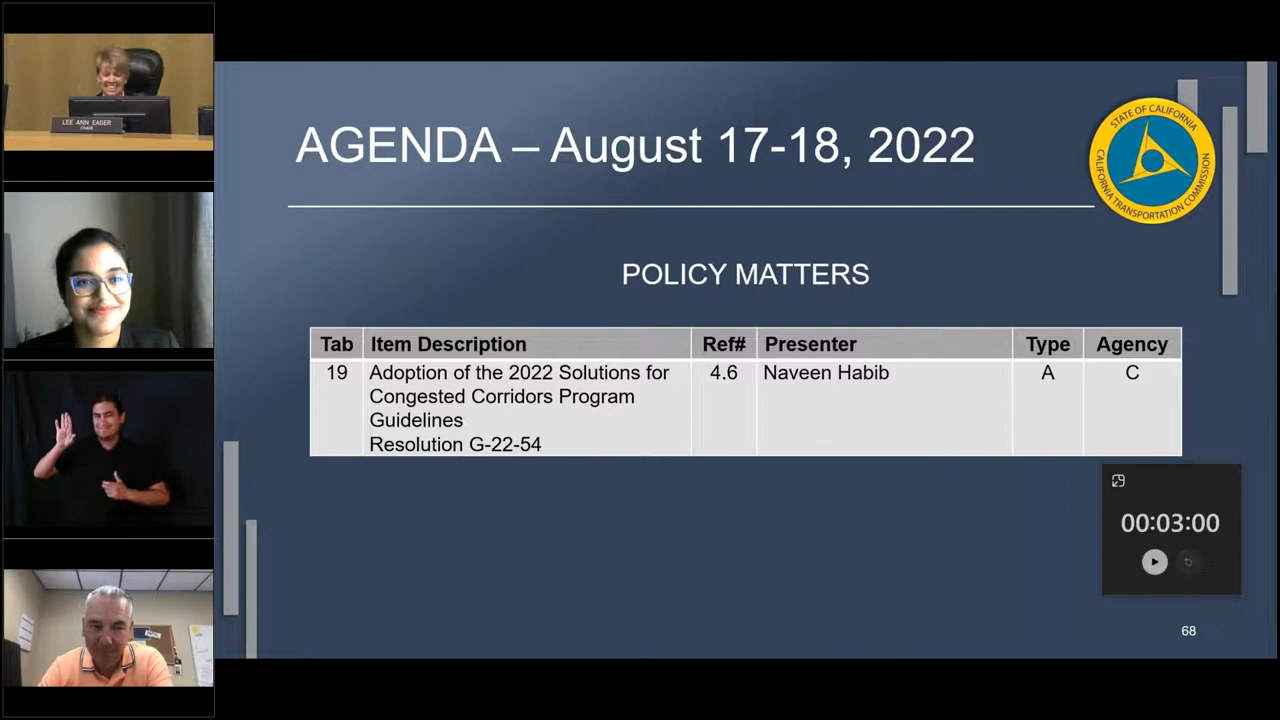 LEE ANN EAGER
CHAIR
AGENDA – August 17-18, 2022
STATE OF CALIFORNIA
CALIFORNIA TRANSPORTATION COMMISSION
POLICY MATTERS
Tab Item Description Ref# Presenter Type Agency
19 Adoption of the 2022 Solutions for 4.6 Naveen Habib A C
Congested Corridors Program
Guidelines
Resolution G-22-54
00:03:00
68